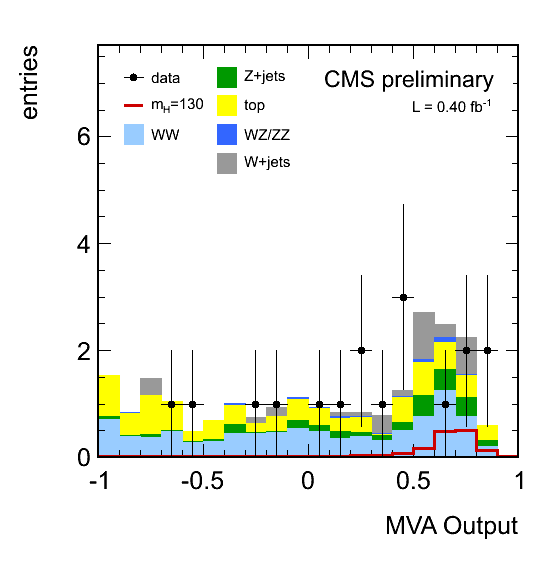 entries
CMS preliminary
L = 0.40 fb⁻¹
data
m_H=130
WW
Z+jets
top
WZ/ZZ
W+jets
6
4
2
0
-1
-0.5
0
0.5
1
MVA Output